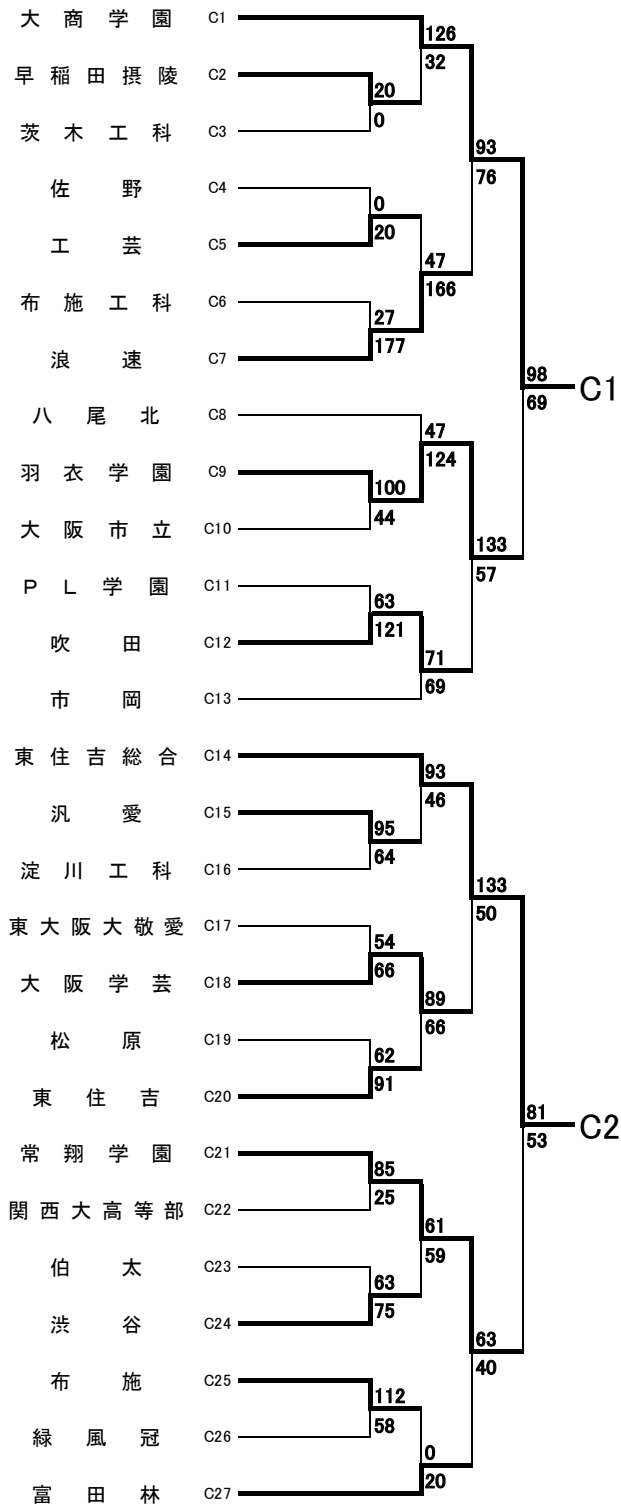 大商学園 C1
126
32
早稲田摂陵 C2
20
0
茨木工科 C3
93
76
佐野 C4
0
20
工芸 C5
47
166
布施工科 C6
27
177
浪速 C7
98
69
C1
八尾北 C8
47
124
羽衣学園 C9
100
44
大阪市立 C10
133
57
PL学園 C11
63
121
吹田 C12
71
69
市岡 C13
東住吉総合 C14
93
46
汎愛 C15
95
64
淀川工科 C16
133
50
東大阪大敬愛 C17
54
66
大阪学芸 C18
89
66
松原 C19
62
91
東住吉 C20
81
53
C2
常翔学園 C21
85
25
関西大高等部 C22
61
59
伯太 C23
63
75
渋谷 C24
63
40
布施 C25
112
58
緑風冠 C26
0
20
富田林 C27